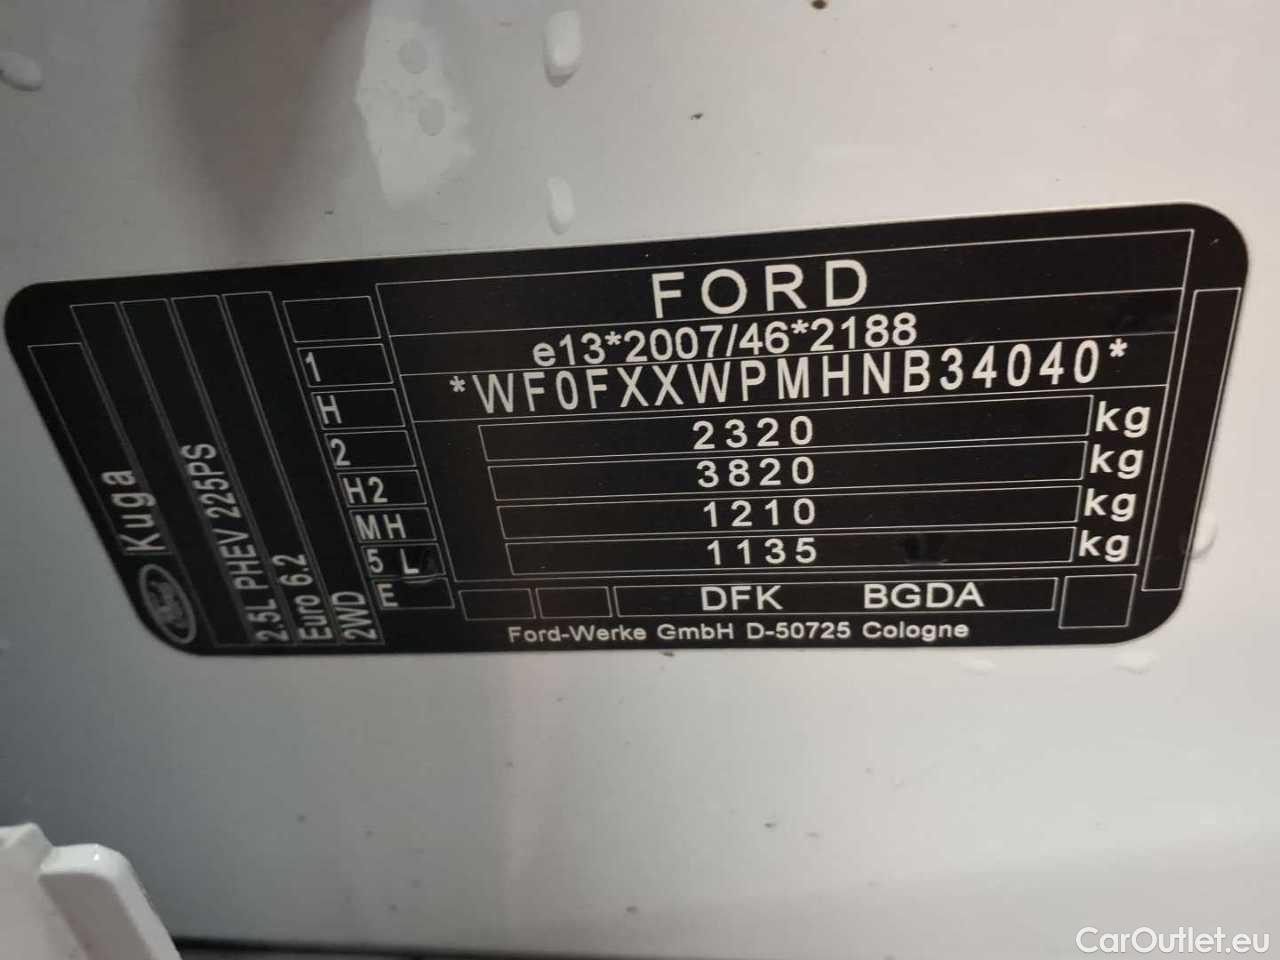 FORD
e13*2007/46*2188
*WF0FXXWPMHNB34040*
2320 kg
3820 kg
1210 kg
1135 kg
DFK BGDA
Ford-Werke GmbH D-50725 Cologne
1
H
2
H2
MH
5 L
E
Ford Kuga
2.5L PHEV 225PS
Euro 6.2
2WD
CarOutlet.eu